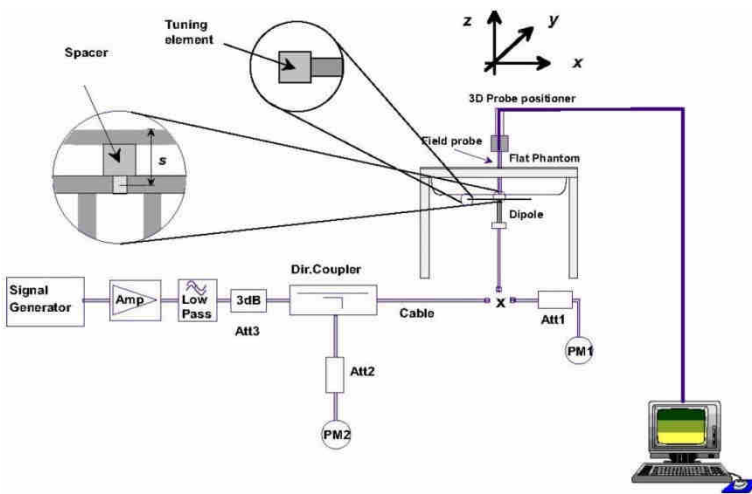 Tuning
element
Spacer
s
z
y
x
3D Probe positioner
Field probe
Flat Phantom
Dipole
Signal
Generator
Amp
Low
Pass
3dB
Att3
Dir.Coupler
Cable
x
Att1
PM1
Att2
PM2